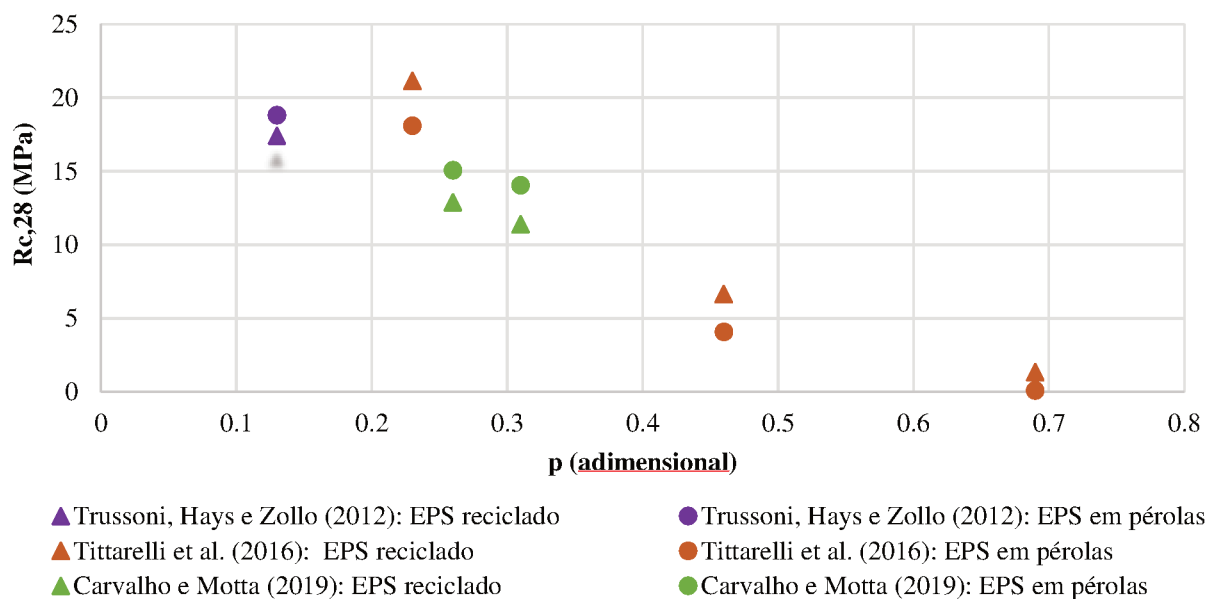 25
20
15
10
5
0
Rc,28 (MPa)
0 0.1 0.2 0.3 0.4 0.5 0.6 0.7 0.8
p (adimensional)
Trussoni, Hays e Zollo (2012): EPS reciclado
Trussoni, Hays e Zollo (2012): EPS em pérolas
Tittarelli et al. (2016): EPS reciclado
Tittarelli et al. (2016): EPS em pérolas
Carvalho e Motta (2019): EPS reciclado
Carvalho e Motta (2019): EPS em pérolas